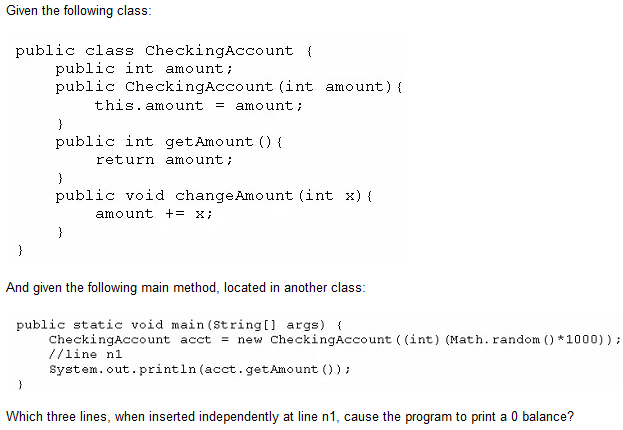 Given the following class:
public class CheckingAccount {
public int amount;
public CheckingAccount(int amount){
this.amount = amount;
}
public int getAmount(){
return amount;
}
public void changeAmount(int x){
amount += x;
}
}
And given the following main method, located in another class:
public static void main(String[] args) {
CheckingAccount acct = new CheckingAccount((int)(Math.random()*1000));
//line n1
System.out.println(acct.getAmount());
}
Which three lines, when inserted independently at line n1, cause the program to print a 0 balance?